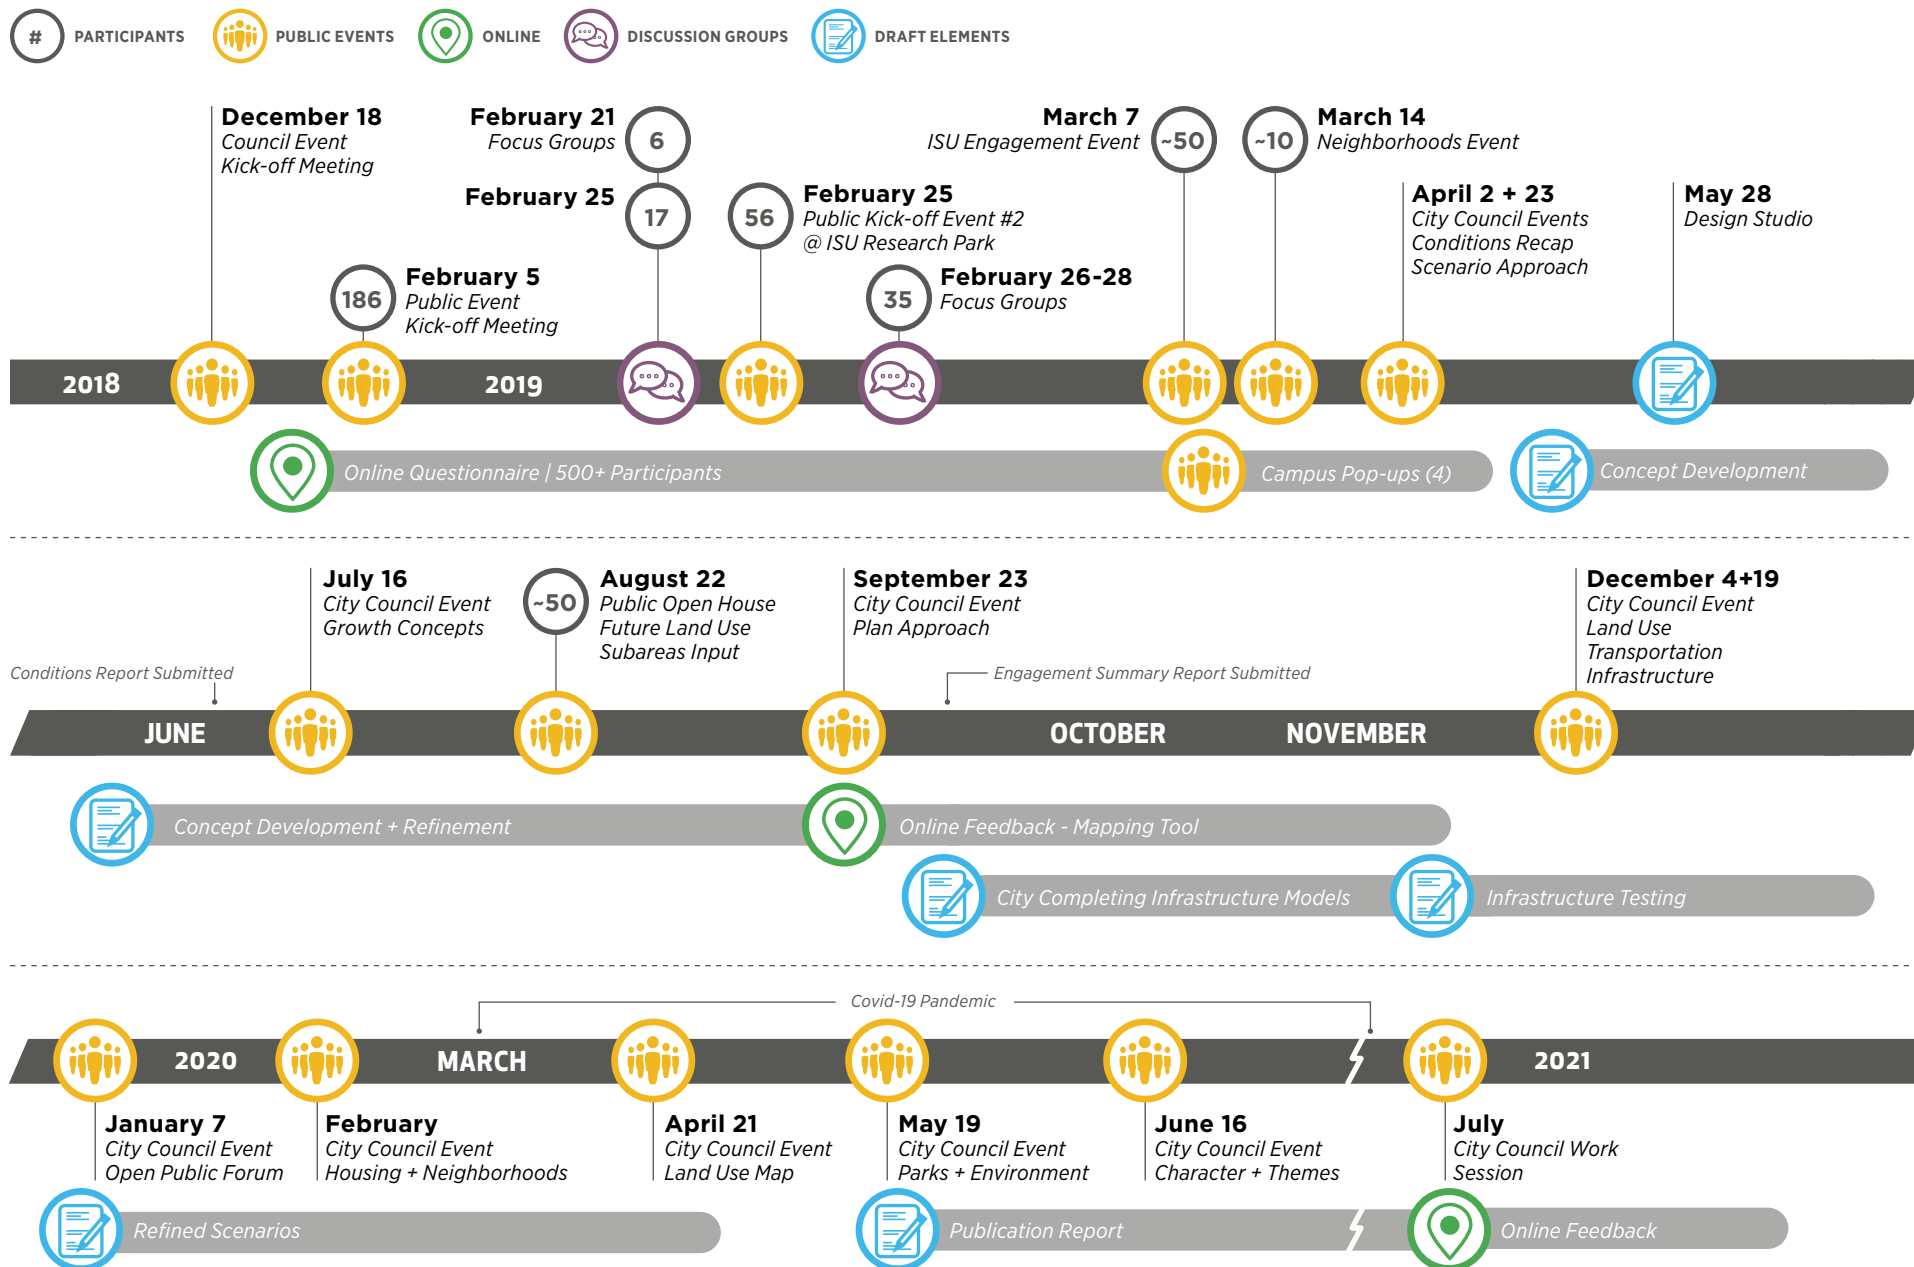 # PARTICIPANTS
PUBLIC EVENTS
ONLINE
DISCUSSION GROUPS
DRAFT ELEMENTS
December 18
Council Event
Kick-off Meeting
186
February 5
Public Event
Kick-off Meeting
February 21
Focus Groups
6
February 25
17
56
February 25
Public Kick-off Event #2
@ ISU Research Park
35
February 26-28
Focus Groups
March 7
ISU Engagement Event
~50
~10
March 14
Neighborhoods Event
April 2 + 23
City Council Events
Conditions Recap
Scenario Approach
May 28
Design Studio
2018
2019
Online Questionnaire | 500+ Participants
Campus Pop-ups (4)
Concept Development
Conditions Report Submitted
July 16
City Council Event
Growth Concepts
~50
August 22
Public Open House
Future Land Use
Subareas Input
September 23
City Council Event
Plan Approach
Engagement Summary Report Submitted
December 4+19
City Council Event
Land Use
Transportation
Infrastructure
JUNE
OCTOBER
NOVEMBER
Concept Development + Refinement
Online Feedback - Mapping Tool
City Completing Infrastructure Models
Infrastructure Testing
Covid-19 Pandemic
2020
MARCH
2021
January 7
City Council Event
Open Public Forum
February
City Council Event
Housing + Neighborhoods
April 21
City Council Event
Land Use Map
May 19
City Council Event
Parks + Environment
June 16
City Council Event
Character + Themes
July
City Council Work
Session
Refined Scenarios
Publication Report
Online Feedback